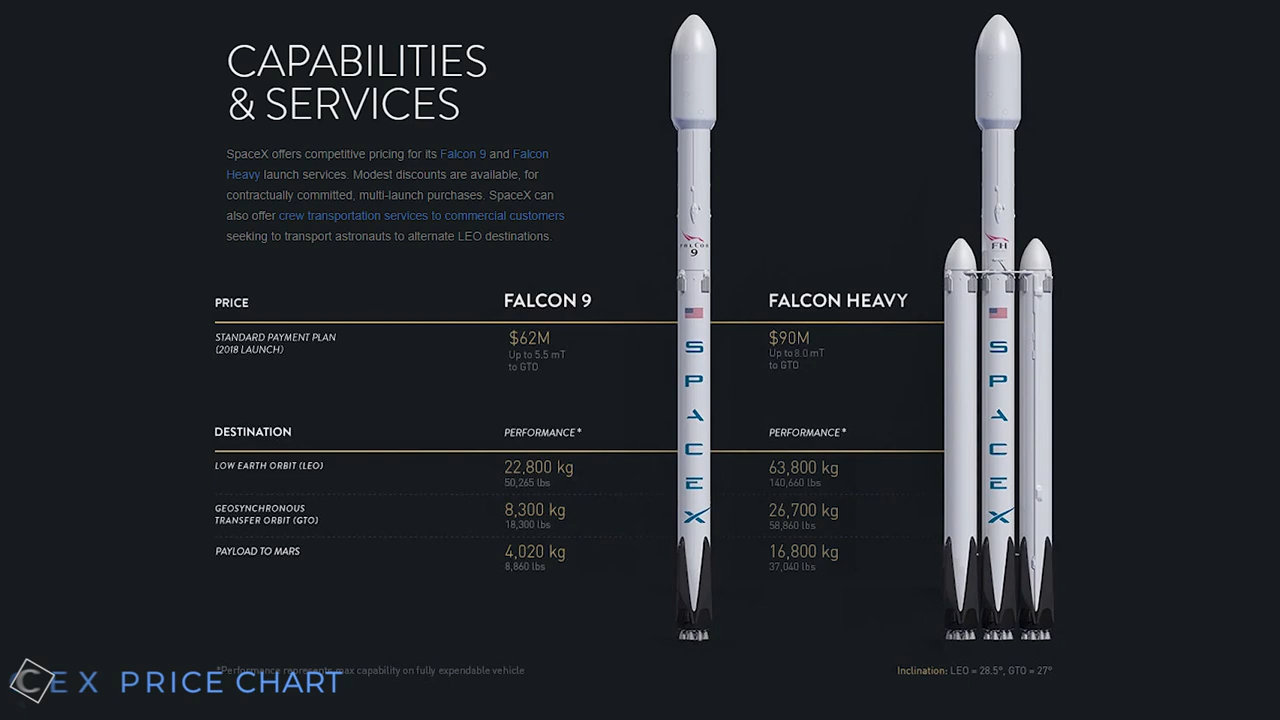 CAPABILITIES
& SERVICES
SpaceX offers competitive pricing for its Falcon 9 and Falcon
Heavy launch services. Modest discounts are available, for
contractually committed, multi-launch purchases. SpaceX can
also offer crew transportation services to commercial customers
seeking to transport astronauts to alternate LEO destinations.
PRICE FALCON 9 FALCON HEAVY
STANDARD PAYMENT PLAN
(2018 LAUNCH)
$62M
Up to 5.5 mT
to GTO
$90M
Up to 8.0 mT
to GTO
DESTINATION PERFORMANCE* PERFORMANCE*
LOW EARTH ORBIT (LEO)
22,800 kg
50,265 lbs
63,800 kg
140,660 lbs
GEOSYNCHRONOUS
TRANSFER ORBIT (GTO)
8,300 kg
18,300 lbs
26,700 kg
58,860 lbs
PAYLOAD TO MARS
4,020 kg
8,860 lbs
16,800 kg
37,040 lbs
FALCON
9
SPACEX
FH
SPACEX
*Performance represents max capability on fully expendable vehicle
Inclination: LEO = 28.5°, GTO = 27°
CEX PRICE CHART